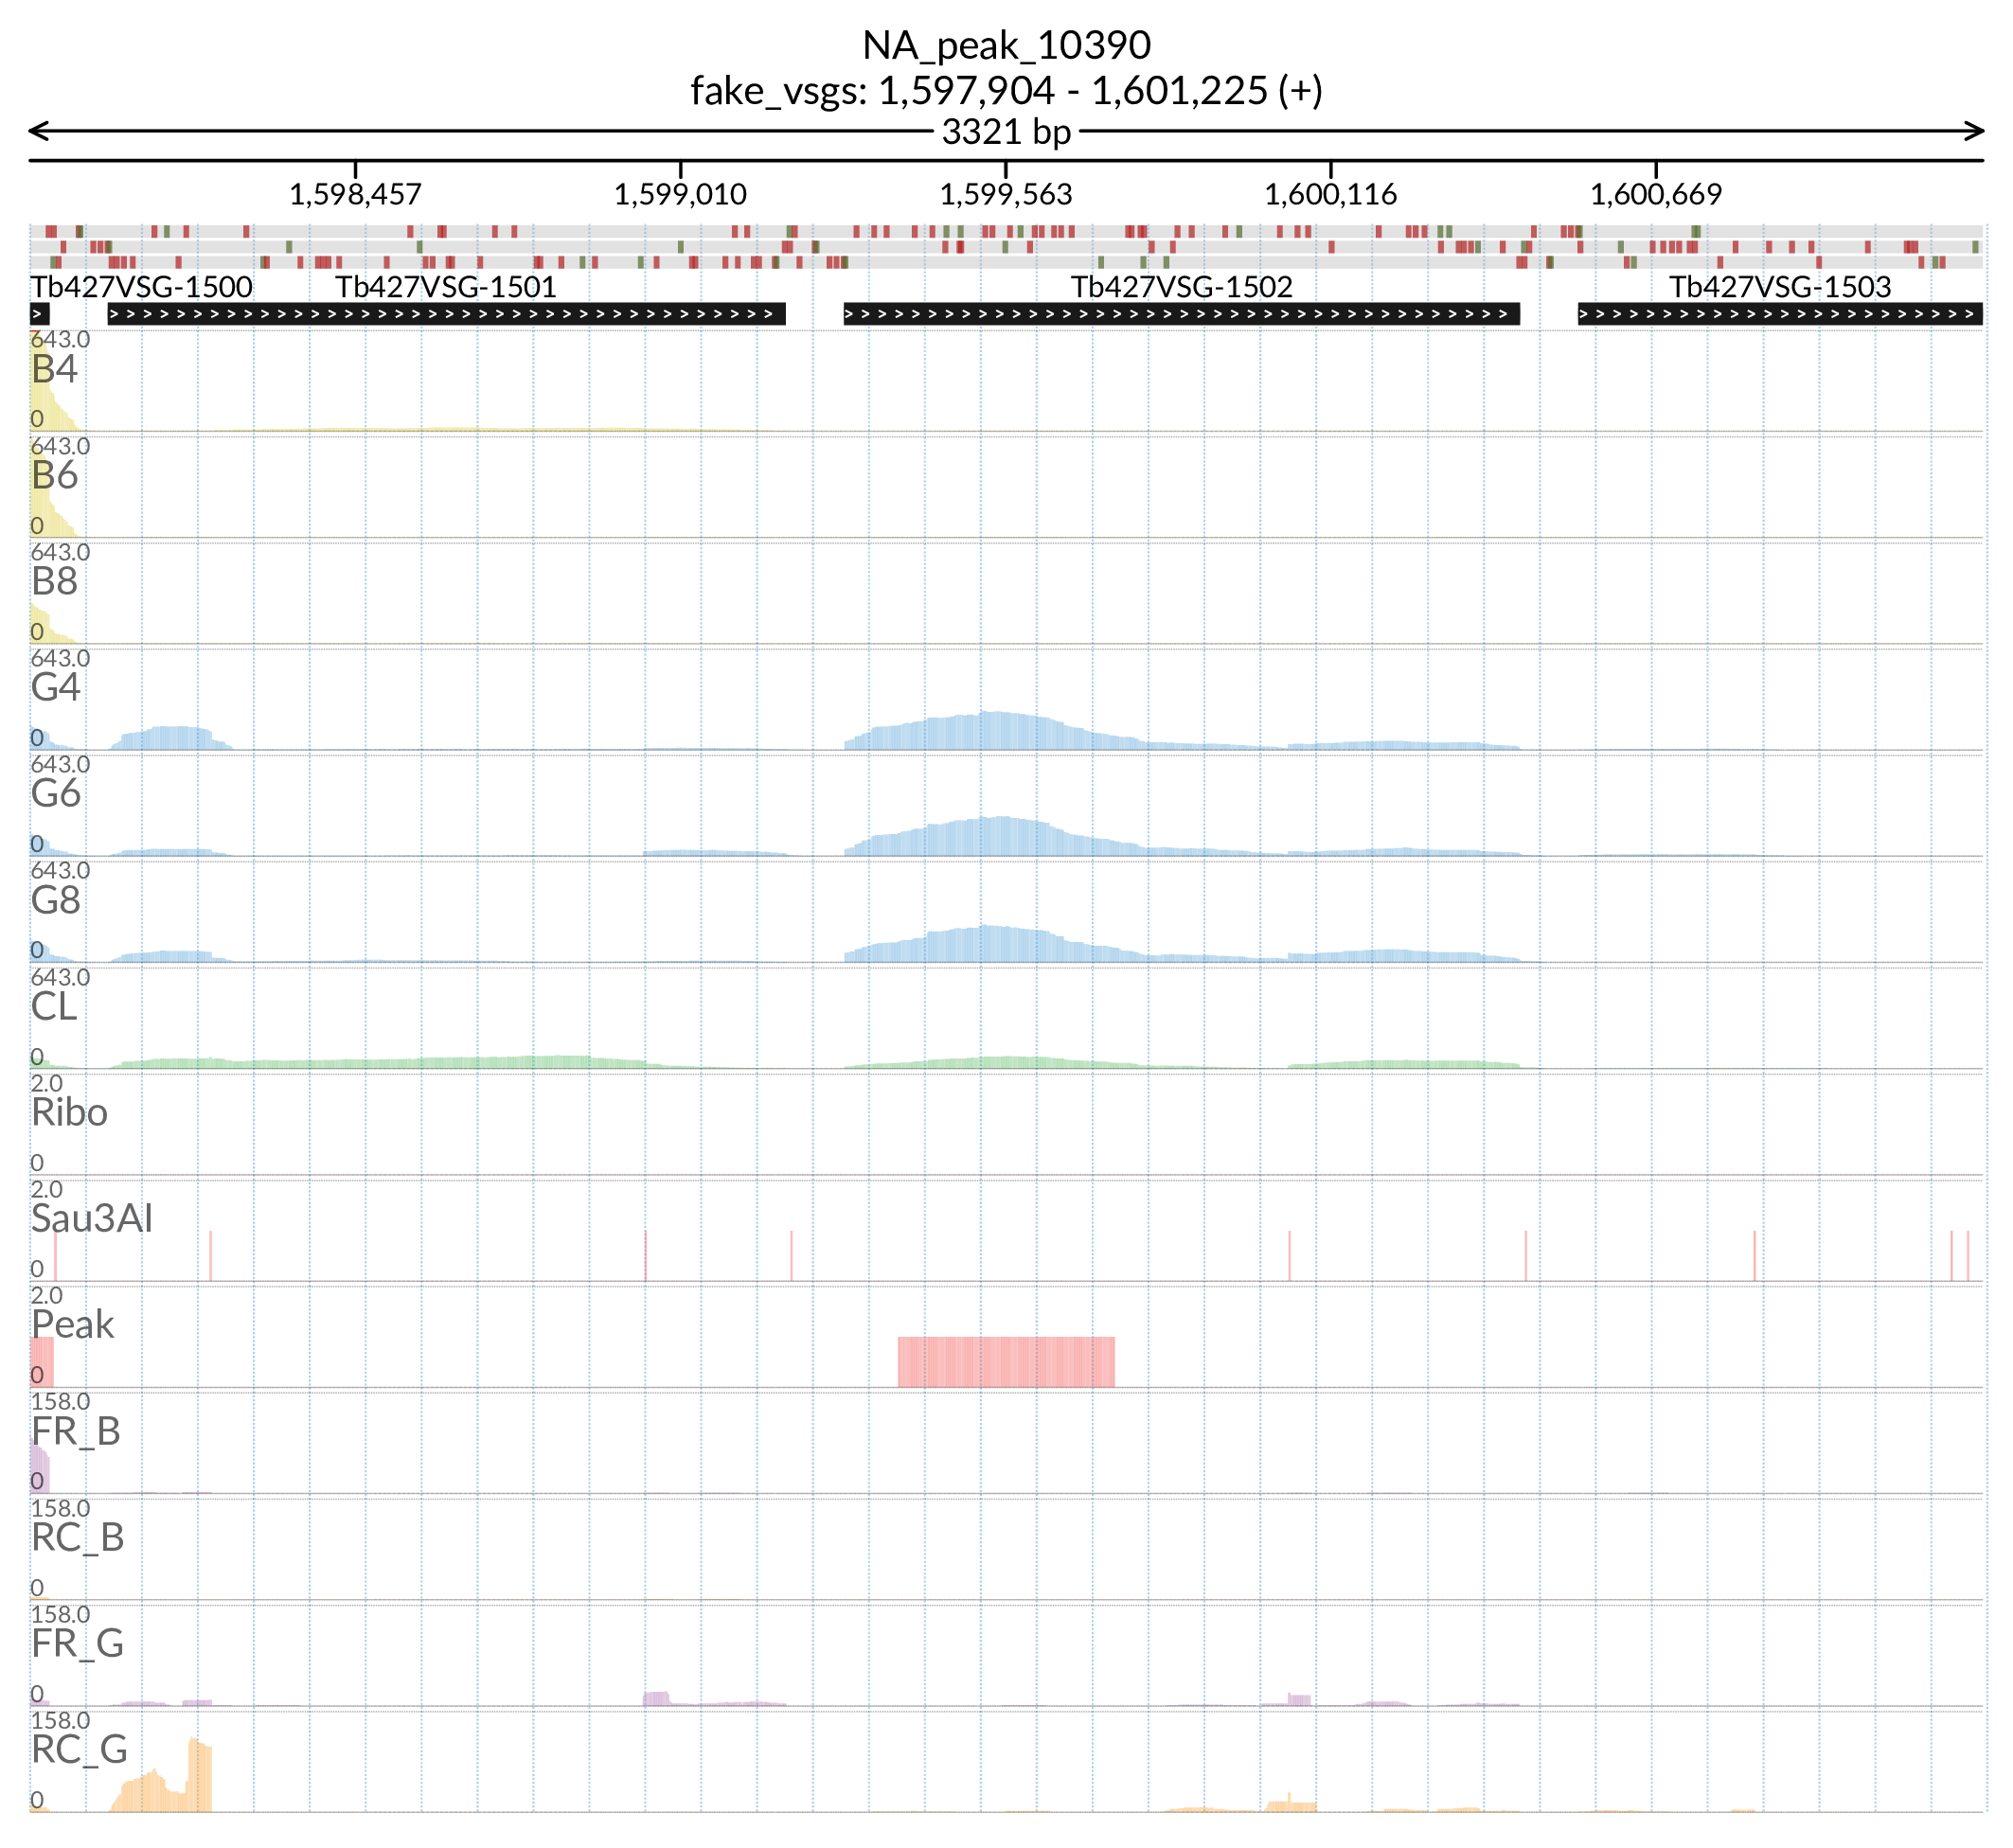 NA_peak_10390
fake_vsgs: 1,597,904 - 1,601,225 (+)
3321 bp
1,598,457 1,599,010 1,599,563 1,600,116 1,600,669
Tb427VSG-1500 Tb427VSG-1501 Tb427VSG-1502 Tb427VSG-1503
643.0
B4
0
643.0
B6
0
643.0
B8
0
643.0
G4
0
643.0
G6
0
643.0
G8
0
643.0
CL
0
2.0
Ribo
0
2.0
Sau3AI
0
2.0
Peak
0
158.0
FR_B
0
158.0
RC_B
0
158.0
FR_G
0
158.0
RC_G
0